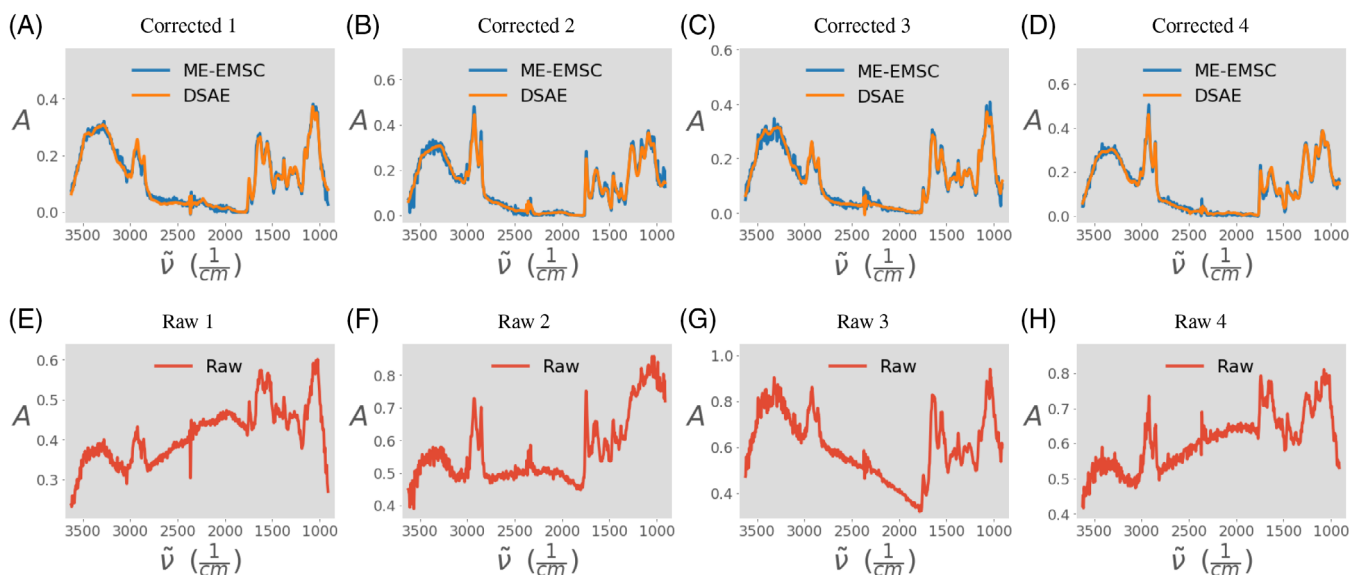 (A) Corrected 1
ME-EMSC
DSAE
A
0.4
0.2
0.0
3500 3000 2500 2000 1500 1000
ṽ (1/cm)
(B) Corrected 2
ME-EMSC
DSAE
A
0.6
0.4
0.2
0.0
3500 3000 2500 2000 1500 1000
ṽ (1/cm)
(C) Corrected 3
ME-EMSC
DSAE
A
0.6
0.4
0.2
0.0
3500 3000 2500 2000 1500 1000
ṽ (1/cm)
(D) Corrected 4
ME-EMSC
DSAE
A
0.6
0.4
0.2
0.0
3500 3000 2500 2000 1500 1000
ṽ (1/cm)
(E) Raw 1
Raw
A
0.6
0.5
0.4
0.3
3500 3000 2500 2000 1500 1000
ṽ (1/cm)
(F) Raw 2
Raw
A
0.8
0.7
0.6
0.5
0.4
3500 3000 2500 2000 1500 1000
ṽ (1/cm)
(G) Raw 3
Raw
A
1.0
0.8
0.6
0.4
3500 3000 2500 2000 1500 1000
ṽ (1/cm)
(H) Raw 4
Raw
A
0.8
0.7
0.6
0.5
0.4
3500 3000 2500 2000 1500 1000
ṽ (1/cm)